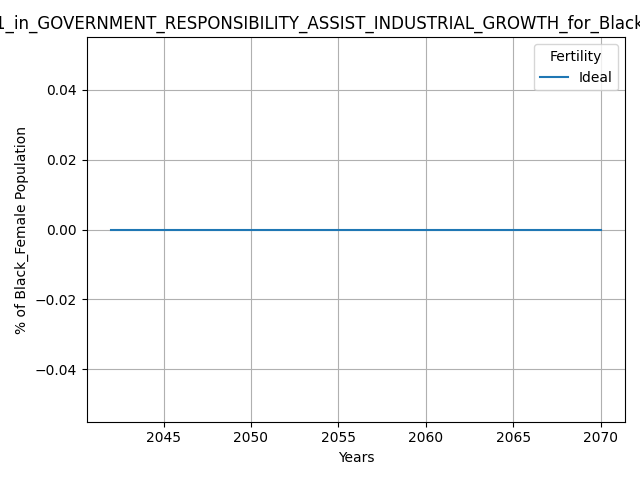 1_in_GOVERNMENT_RESPONSIBILITY_ASSIST_INDUSTRIAL_GROWTH_for_Black
Fertility
Ideal
0.04
0.02
0.00
−0.02
−0.04
% of Black_Female Population
2045 2050 2055 2060 2065 2070
Years